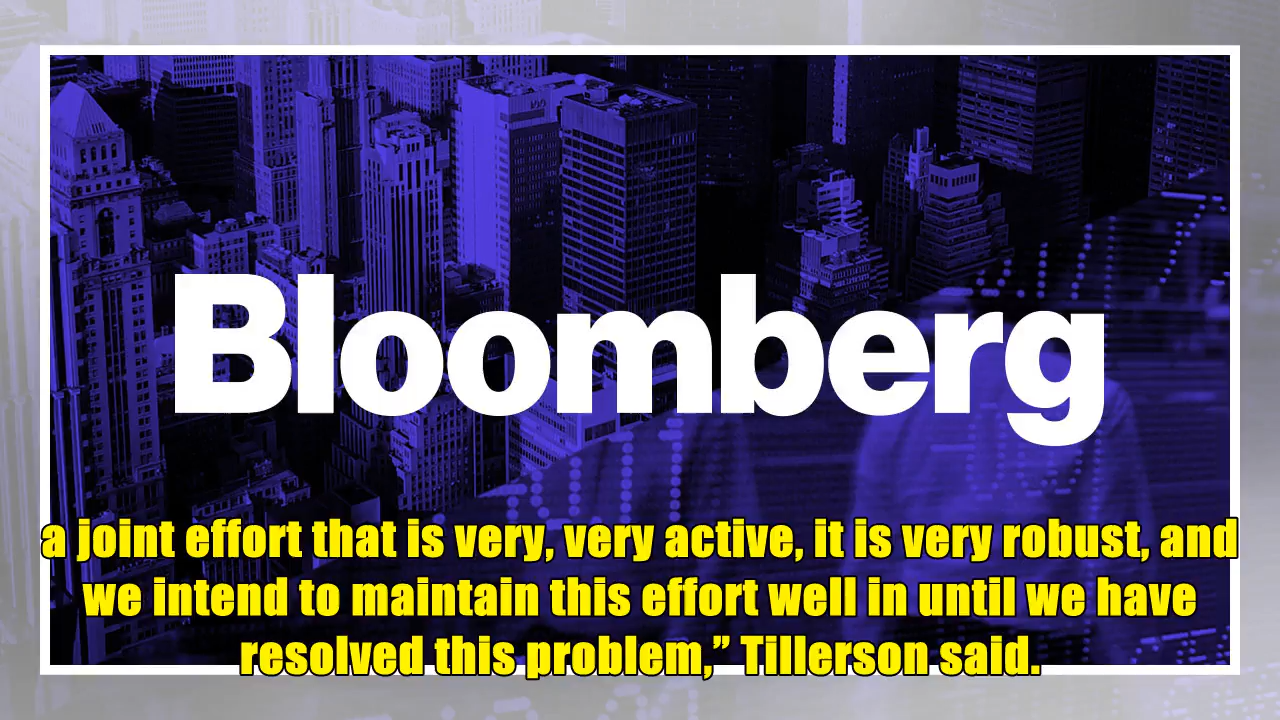 Bloomberg
a joint effort that is very, very active, it is very robust, and
we intend to maintain this effort well in until we have
resolved this problem,” Tillerson said.